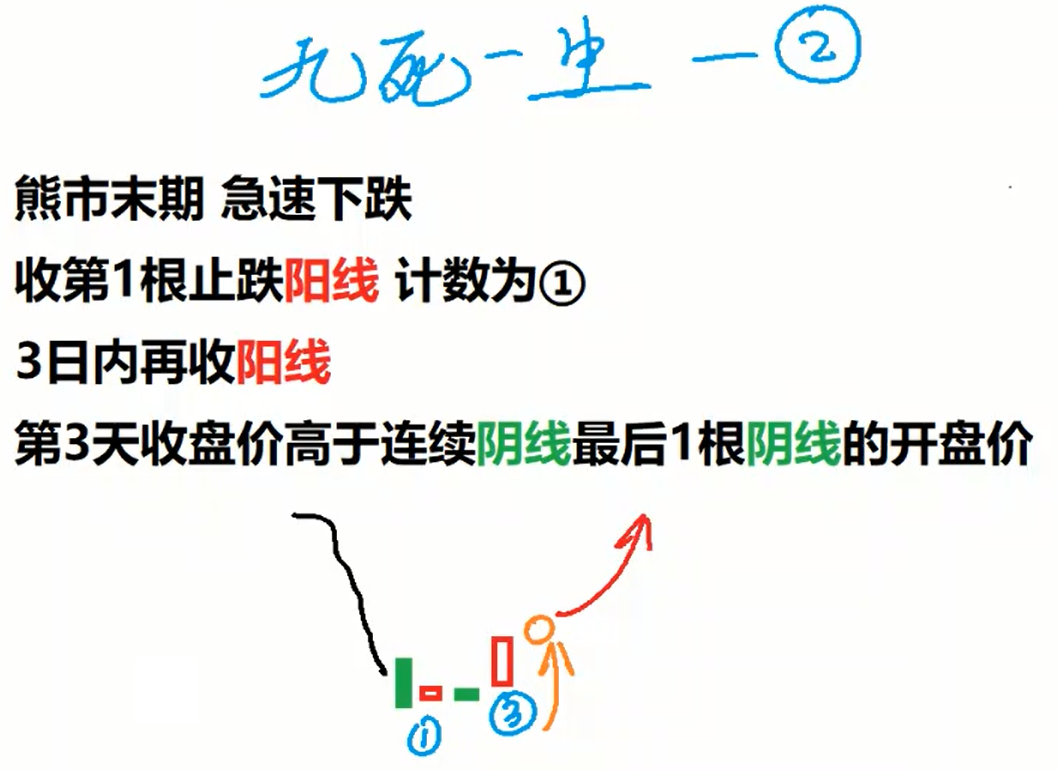 九死一生 — ②
熊市末期 急速下跌
收第1根止跌阳线 计数为①
3日内再收阳线
第3天收盘价高于连续阴线最后1根阴线的开盘价
① ③